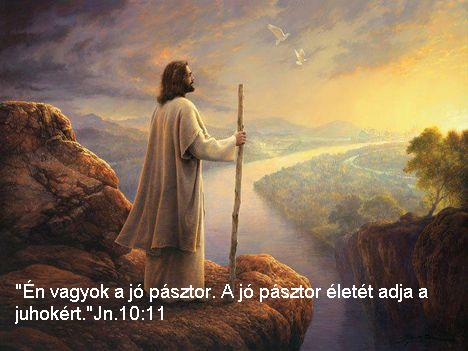 "Én vagyok a jó pásztor. A jó pásztor életét adja a
juhokért."Jn.10:11